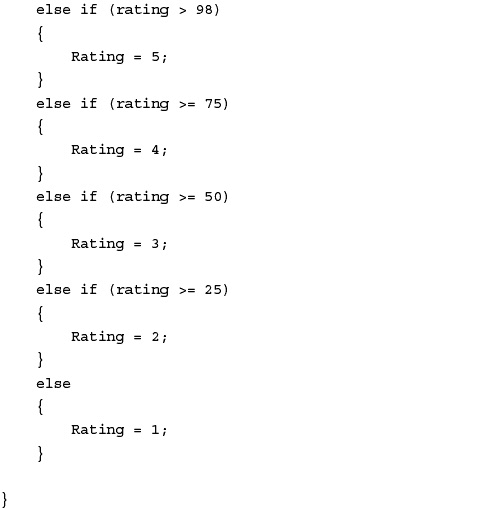 else if (rating > 98)
{
Rating = 5;
}
else if (rating >= 75)
{
Rating = 4;
}
else if (rating >= 50)
{
Rating = 3;
}
else if (rating >= 25)
{
Rating = 2;
}
else
{
Rating = 1;
}
}